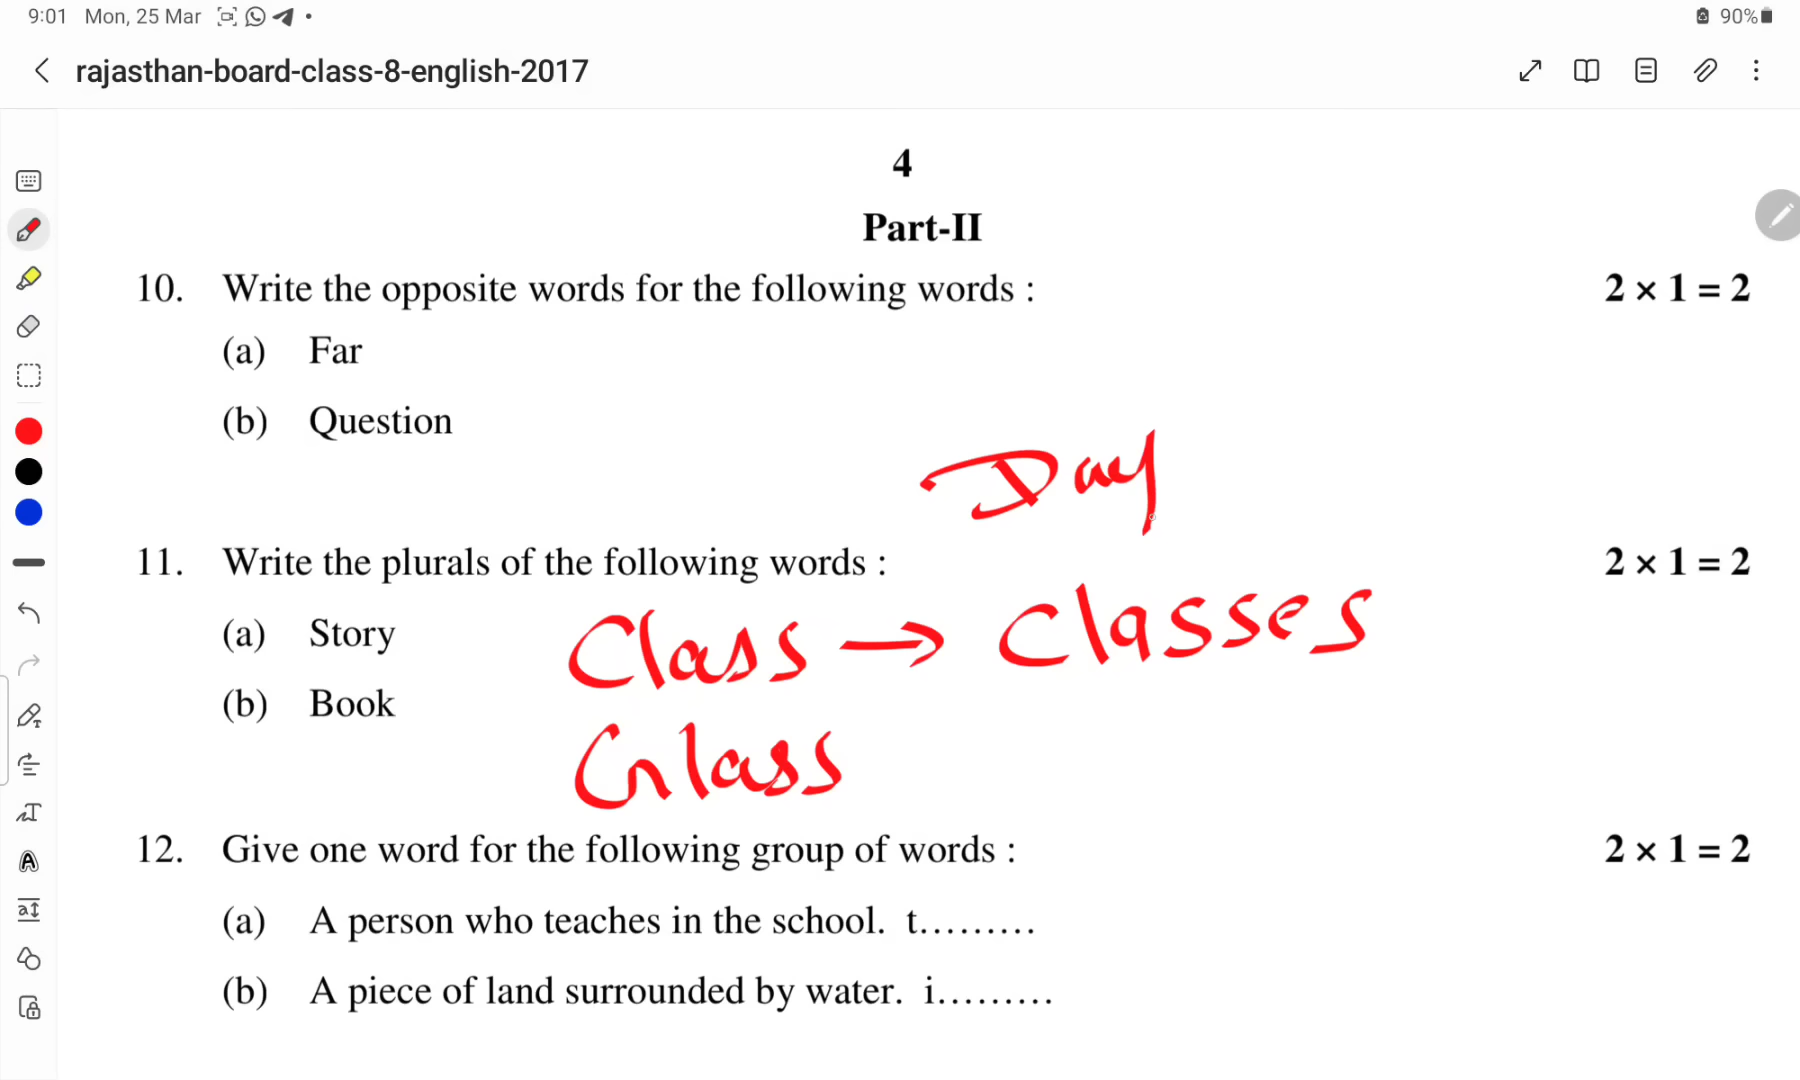 9:01 Mon, 25 Mar 90%
rajasthan-board-class-8-english-2017
4
Part-II
10. Write the opposite words for the following words : 2 × 1 = 2
(a) Far
(b) Question
Day
11. Write the plurals of the following words : 2 × 1 = 2
(a) Story Class → Classes
(b) Book
Glass
12. Give one word for the following group of words : 2 × 1 = 2
(a) A person who teaches in the school. t.........
(b) A piece of land surrounded by water. i.........